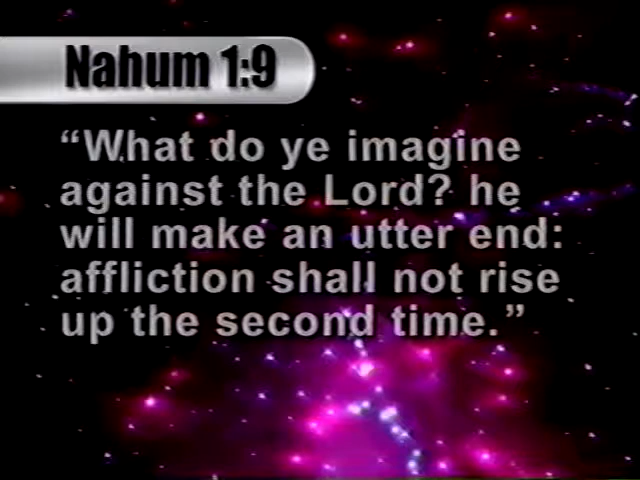 Nahum 1:9
“What do ye imagine
against the Lord? he
will make an utter end:
affliction shall not rise
up the second time.”